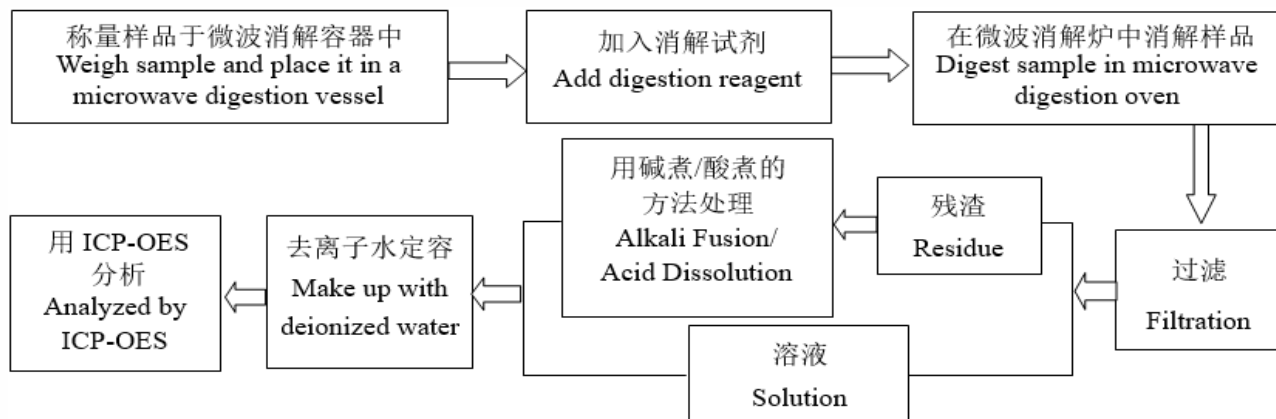 称量样品于微波消解容器中
Weigh sample and place it in a
microwave digestion vessel
加入消解试剂
Add digestion reagent
在微波消解炉中消解样品
Digest sample in microwave
digestion oven
过滤
Filtration
残渣
Residue
用碱煮/酸煮的
方法处理
Alkali Fusion/
Acid Dissolution
溶液
Solution
去离子水定容
Make up with
deionized water
用 ICP-OES
分析
Analyzed by
ICP-OES